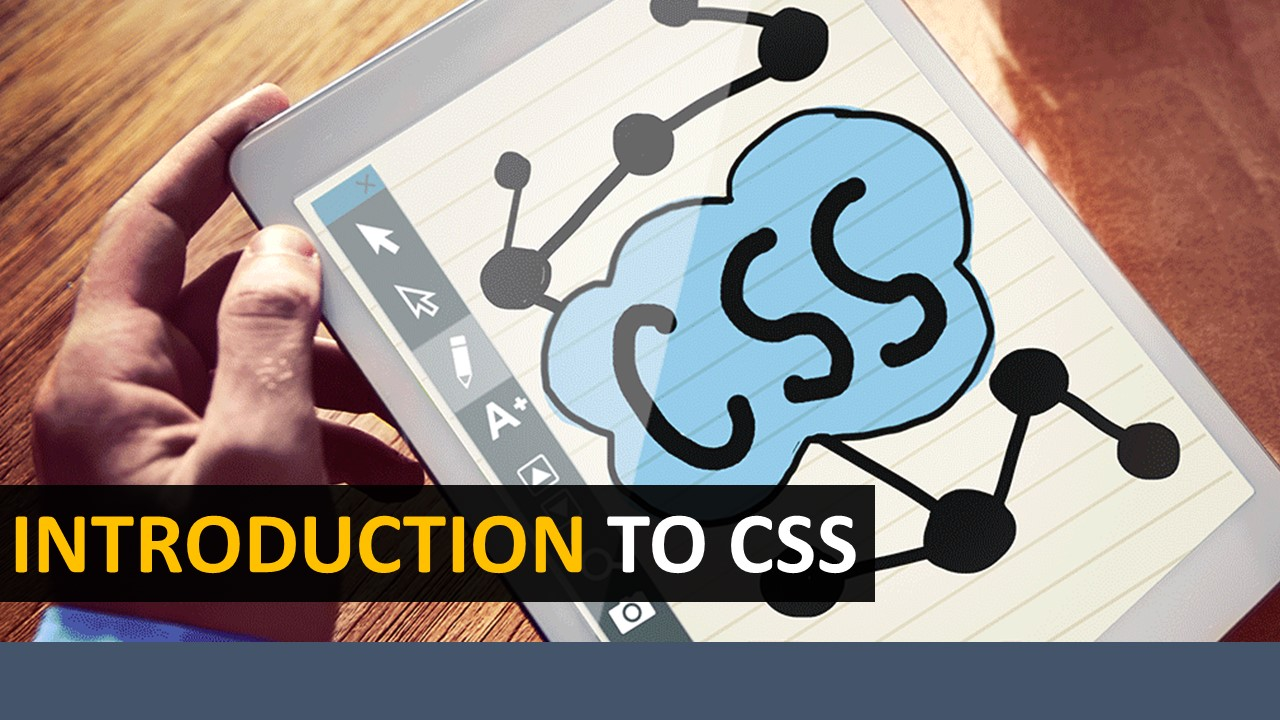 CSS
A+
INTRODUCTION TO CSS